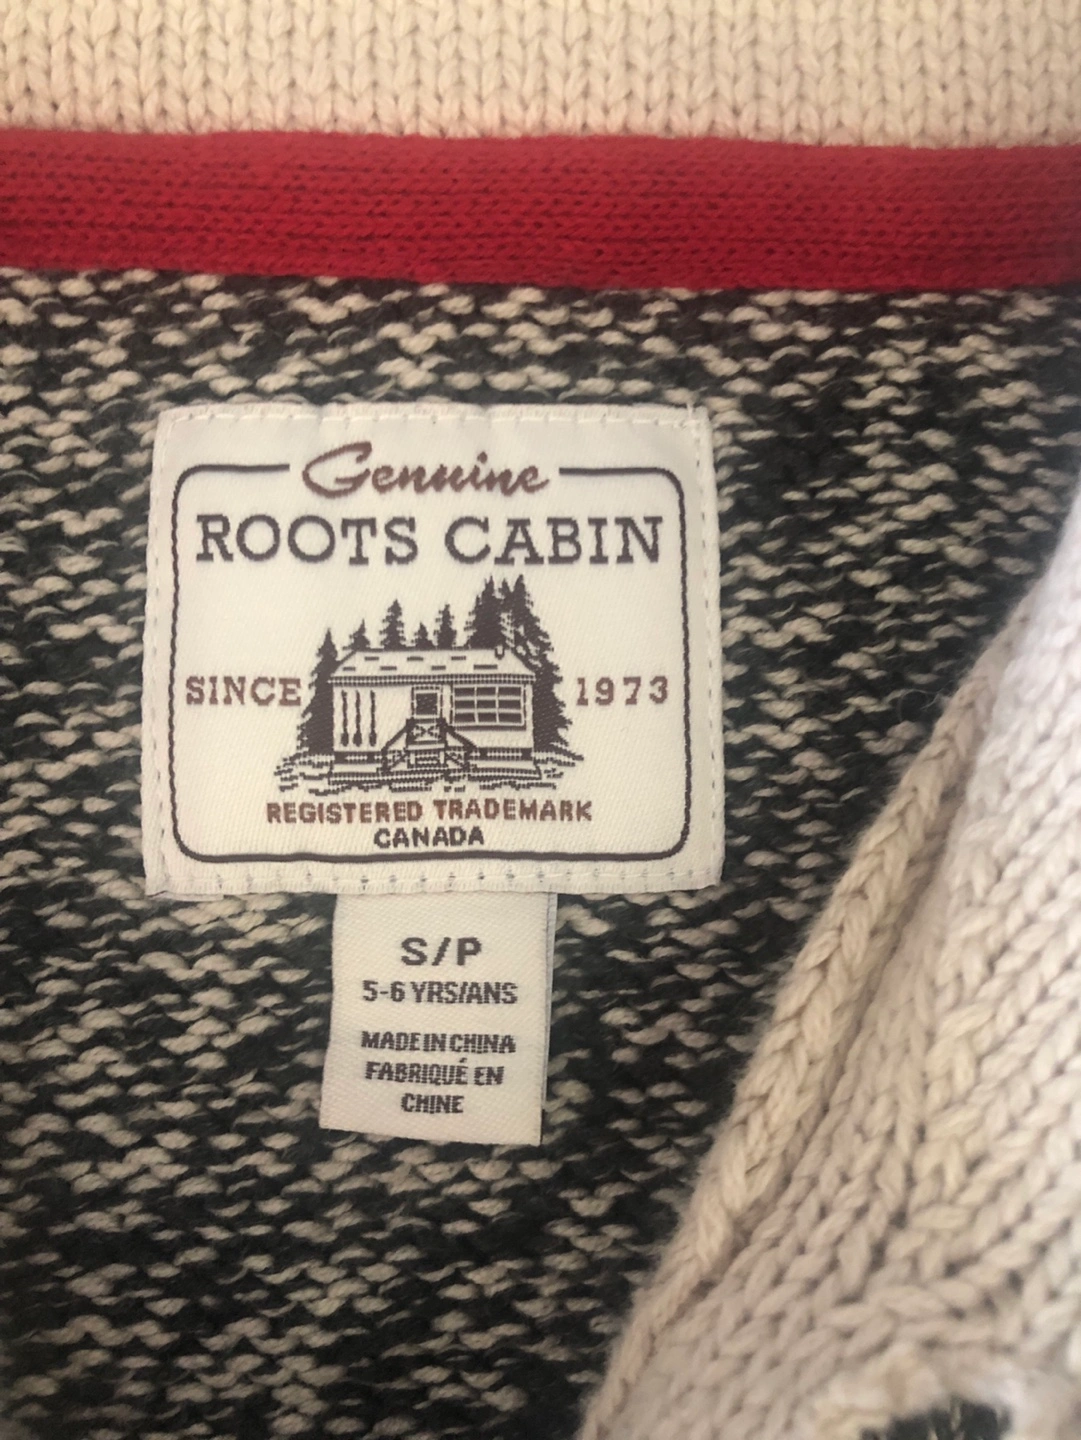 Genuine
ROOTS CABIN
SINCE 1973
REGISTERED TRADEMARK
CANADA
S/P
5-6 YRS/ANS
MADE IN CHINA
FABRIQUÉ EN
CHINE